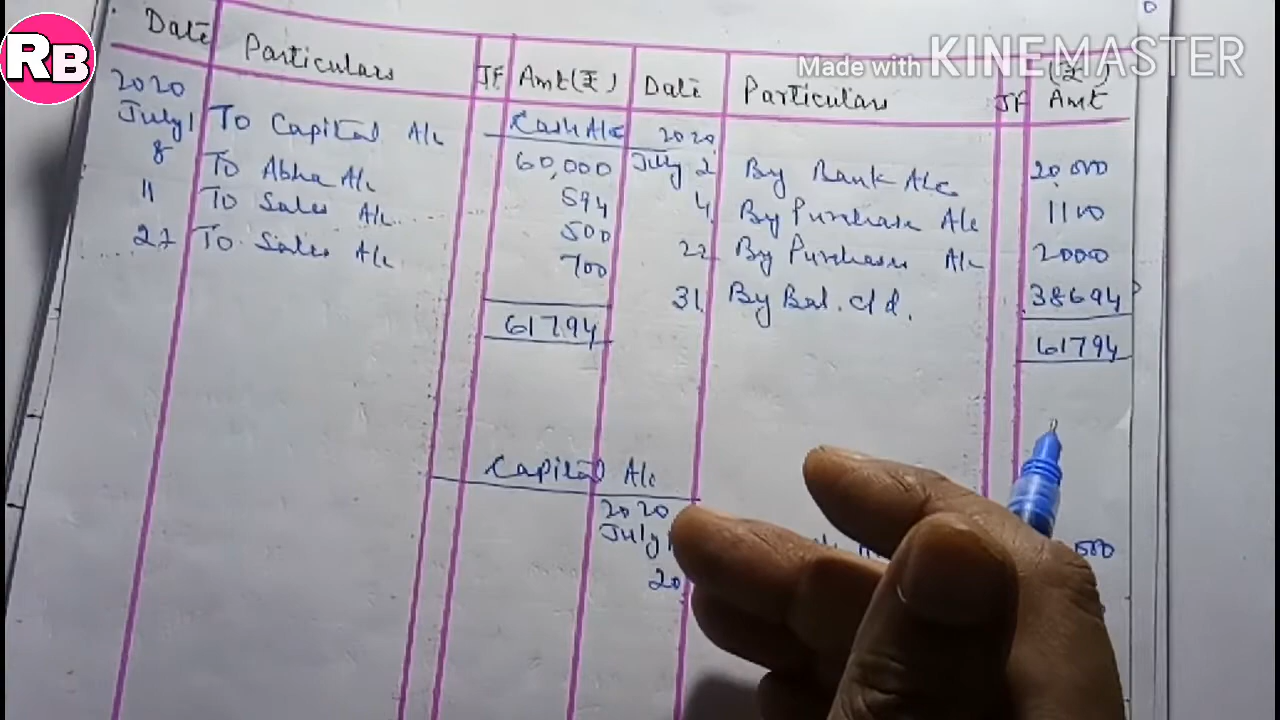 RB
Made with KINEMASTER
Date Particulars JF Amt(₹) Date Particulars JF (₹) Amt
Cash A/c
2020 2020
July 1 To Capital A/c 60,000 July 2 By Bank A/c 20,000
8 To Abha A/c 594 4 By Purchase A/c 1100
11 To Sales A/c 500 22 By Purchases A/c 2000
27 To Sales A/c 700 31 By Bal. c/d. 38694
61794 61794
Capital A/c
2020
July
20